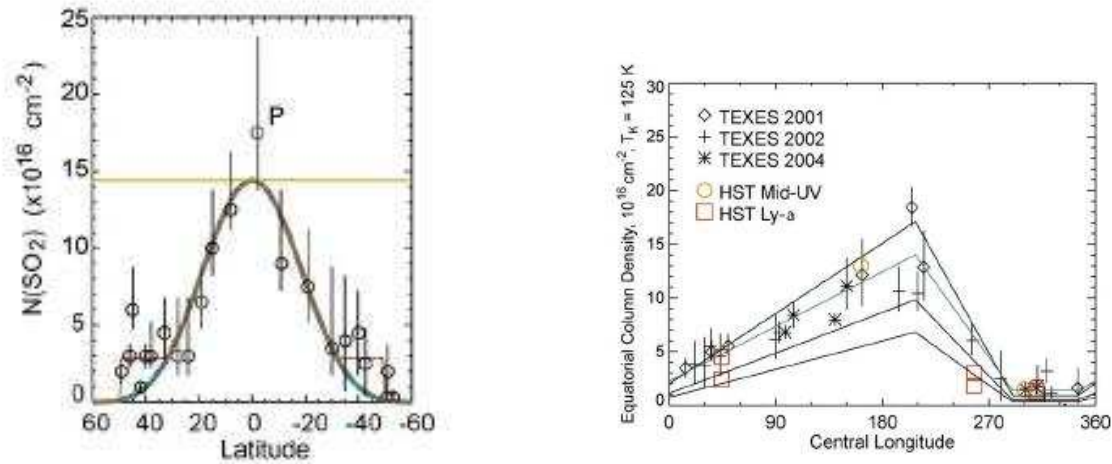 N(SO2) (x10^16 cm^-2)
25
20
15
10
5
0
P
60 40 20 0 -20 -40 -60
Latitude
Equatorial Column Density, 10^16 cm^-2, T_K = 125 K
30
25
20
15
10
5
0
TEXES 2001
TEXES 2002
TEXES 2004
HST Mid-UV
HST Ly-a
0 90 180 270 360
Central Longitude